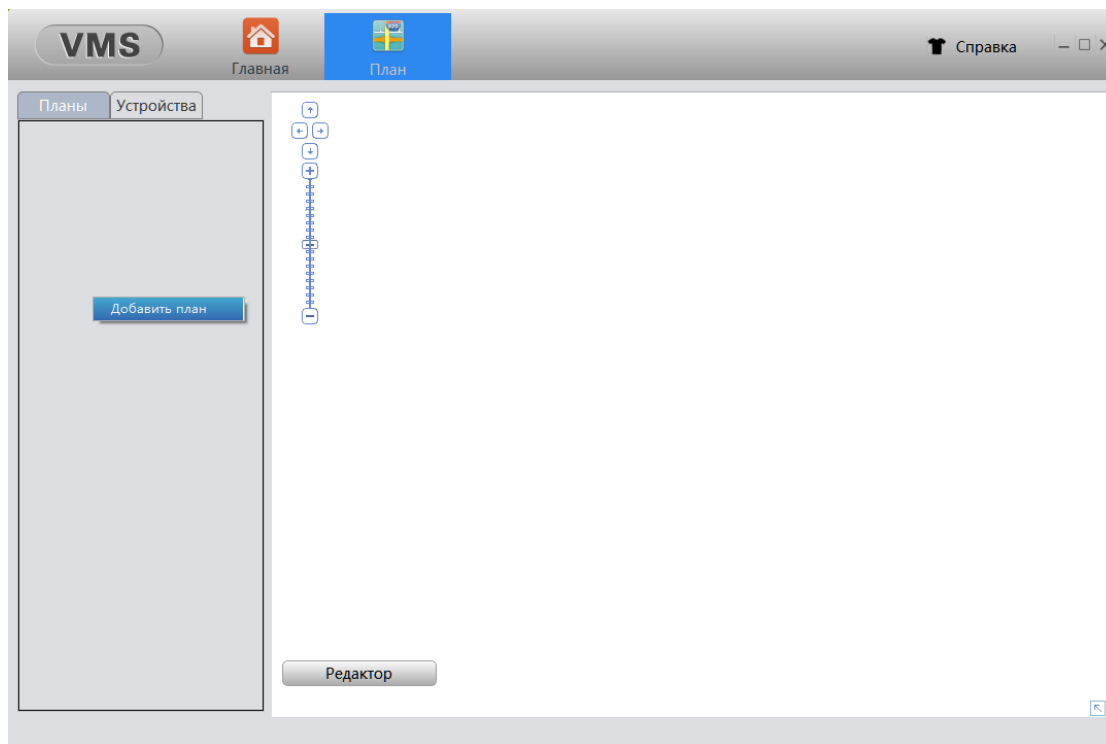 VMS
Главная
План
Справка
Планы
Устройства
Добавить план
Редактор